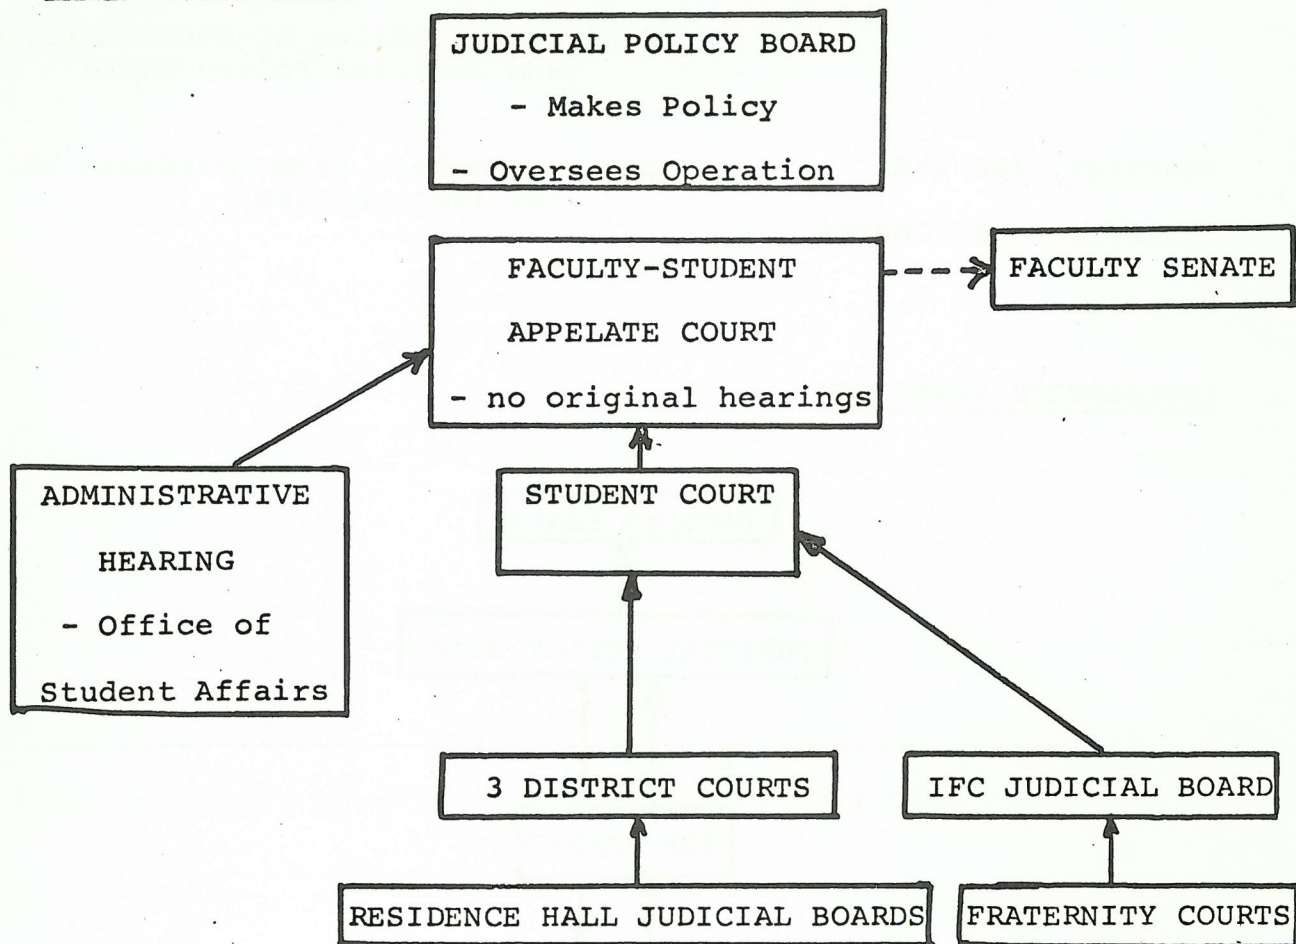 JUDICIAL POLICY BOARD
- Makes Policy
- Oversees Operation
FACULTY-STUDENT
APPELATE COURT
- no original hearings
FACULTY SENATE
ADMINISTRATIVE
HEARING
- Office of
Student Affairs
STUDENT COURT
3 DISTRICT COURTS
IFC JUDICIAL BOARD
RESIDENCE HALL JUDICIAL BOARDS
FRATERNITY COURTS